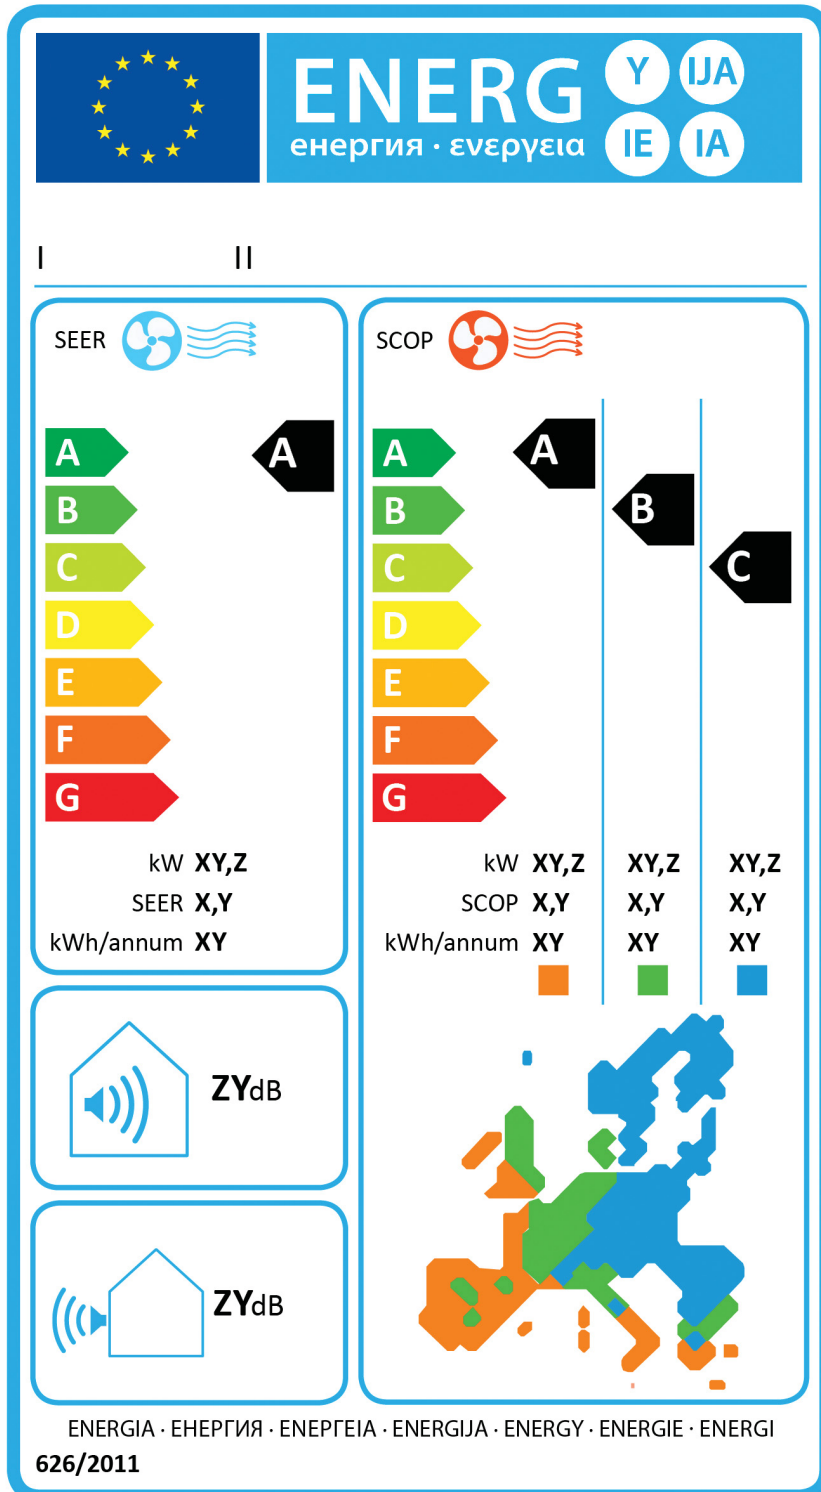 ENERG Y IJA
енергия · ενεργεια IE IA
I II
SEER
A A
B
C
D
E
F
G
kW XY,Z
SEER X,Y
kWh/annum XY
SCOP
A A
B B
C C
D
E
F
G
kW XY,Z XY,Z XY,Z
SCOP X,Y X,Y X,Y
kWh/annum XY XY XY
ZYdB
ZYdB
ENERGIA · ЕНЕРГИЯ · ΕΝΕΡΓΕΙΑ · ENERGIJA · ENERGY · ENERGIE · ENERGI
626/2011